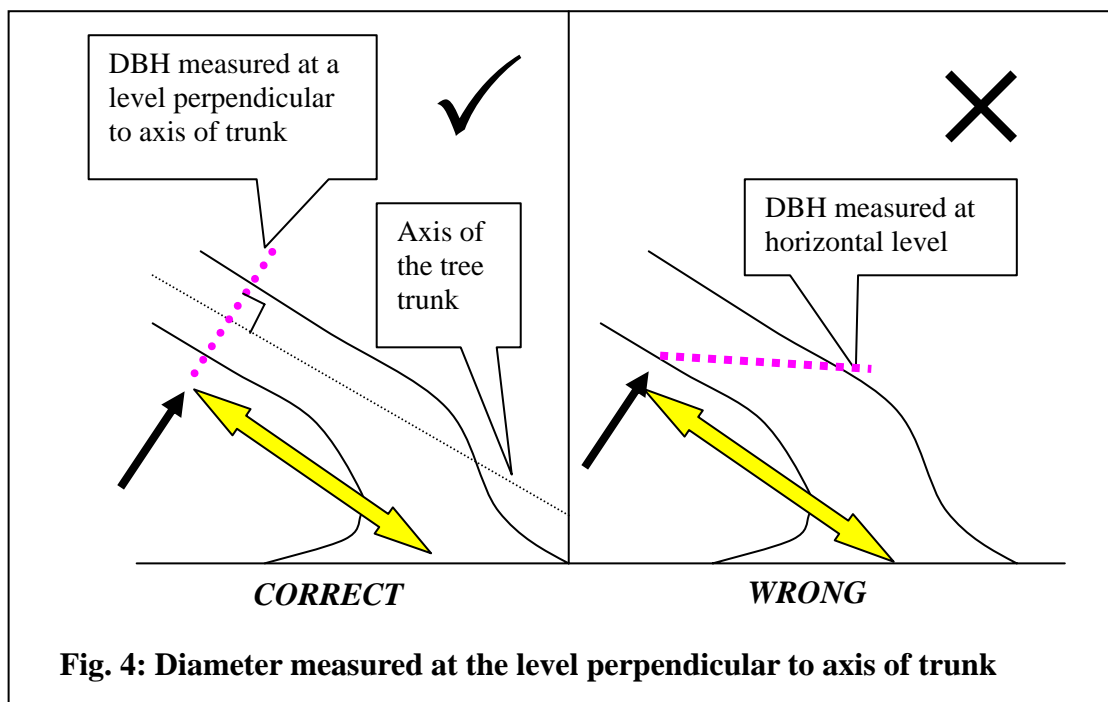 DBH measured at a
level perpendicular
to axis of trunk
Axis of
the tree
trunk
CORRECT
DBH measured at
horizontal level
WRONG
Fig. 4: Diameter measured at the level perpendicular to axis of trunk